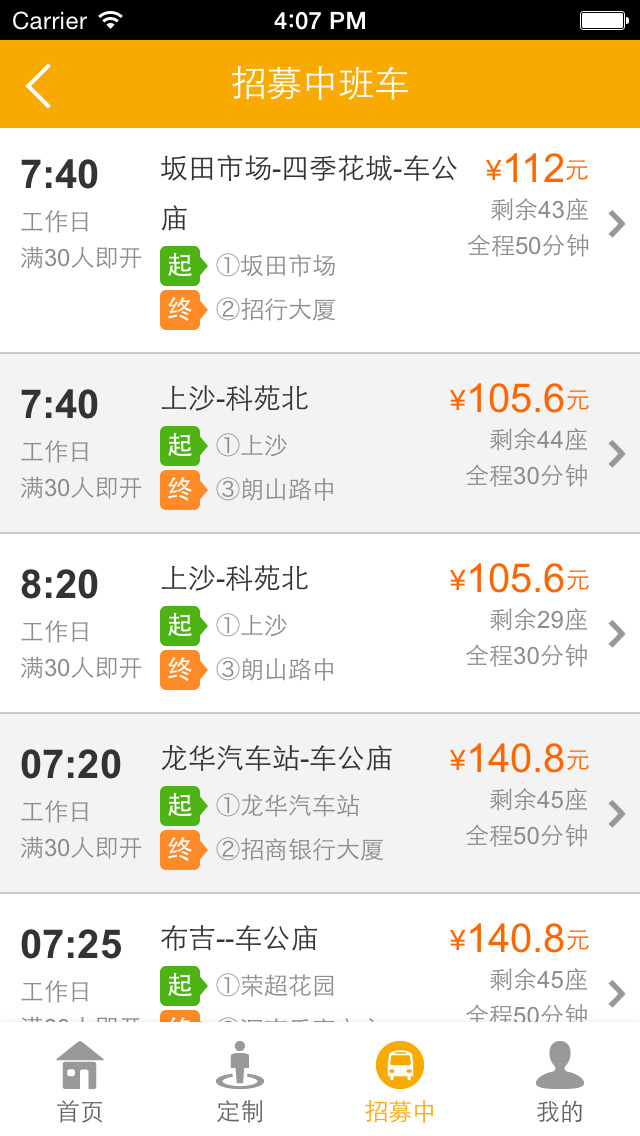 Carrier 4:07 PM
招募中班车
7:40
工作日
满30人即开
坂田市场-四季花城-车公
庙
起 ①坂田市场
终 ②招行大厦
¥112元
剩余43座
全程50分钟
7:40
工作日
满30人即开
上沙-科苑北
起 ①上沙
终 ③朗山路中
¥105.6元
剩余44座
全程30分钟
8:20
工作日
满30人即开
上沙-科苑北
起 ①上沙
终 ③朗山路中
¥105.6元
剩余29座
全程30分钟
07:20
工作日
满30人即开
龙华汽车站-车公庙
起 ①龙华汽车站
终 ②招商银行大厦
¥140.8元
剩余45座
全程50分钟
07:25
工作日
满30人即开
布吉--车公庙
起 ①荣超花园
终
¥140.8元
剩余45座
全程50分钟
首页 定制 招募中 我的